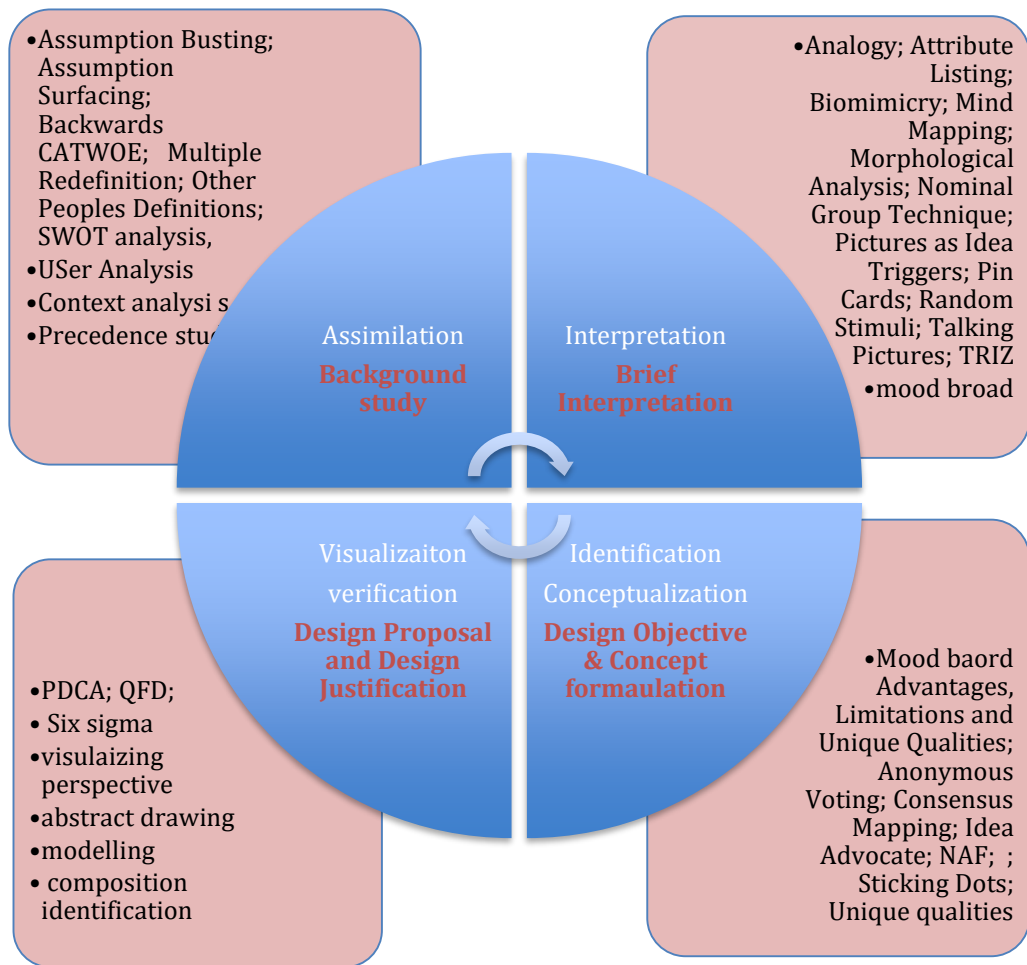 •Assumption Busting;
Assumption
Surfacing;
Backwards
CATWOE; Multiple
Redefinition; Other
Peoples Definitions;
SWOT analysis,
•USer Analysis
•Context analysi s
•Precedence
•Analogy; Attribute
Listing;
Biomimicry; Mind
Mapping;
Morphological
Analysis; Nominal
Group Technique;
Pictures as Idea
Triggers; Pin
Cards; Random
Stimuli; Talking
Pictures; TRIZ
•mood broad
Assimilation
Background
study
Interpretation
Brief
Interpretation
Visualizaiton
verification
Design Proposal
and Design
Justification
Identification
Conceptualization
Design Objective
& Concept
formaulation
•PDCA; QFD;
• Six sigma
•visulaizing
perspective
•abstract drawing
•modelling
• composition
identification
•Mood baord
Advantages,
Limitations and
Unique Qualities;
Anonymous
Voting; Consensus
Mapping; Idea
Advocate; NAF; ;
Sticking Dots;
Unique qualities